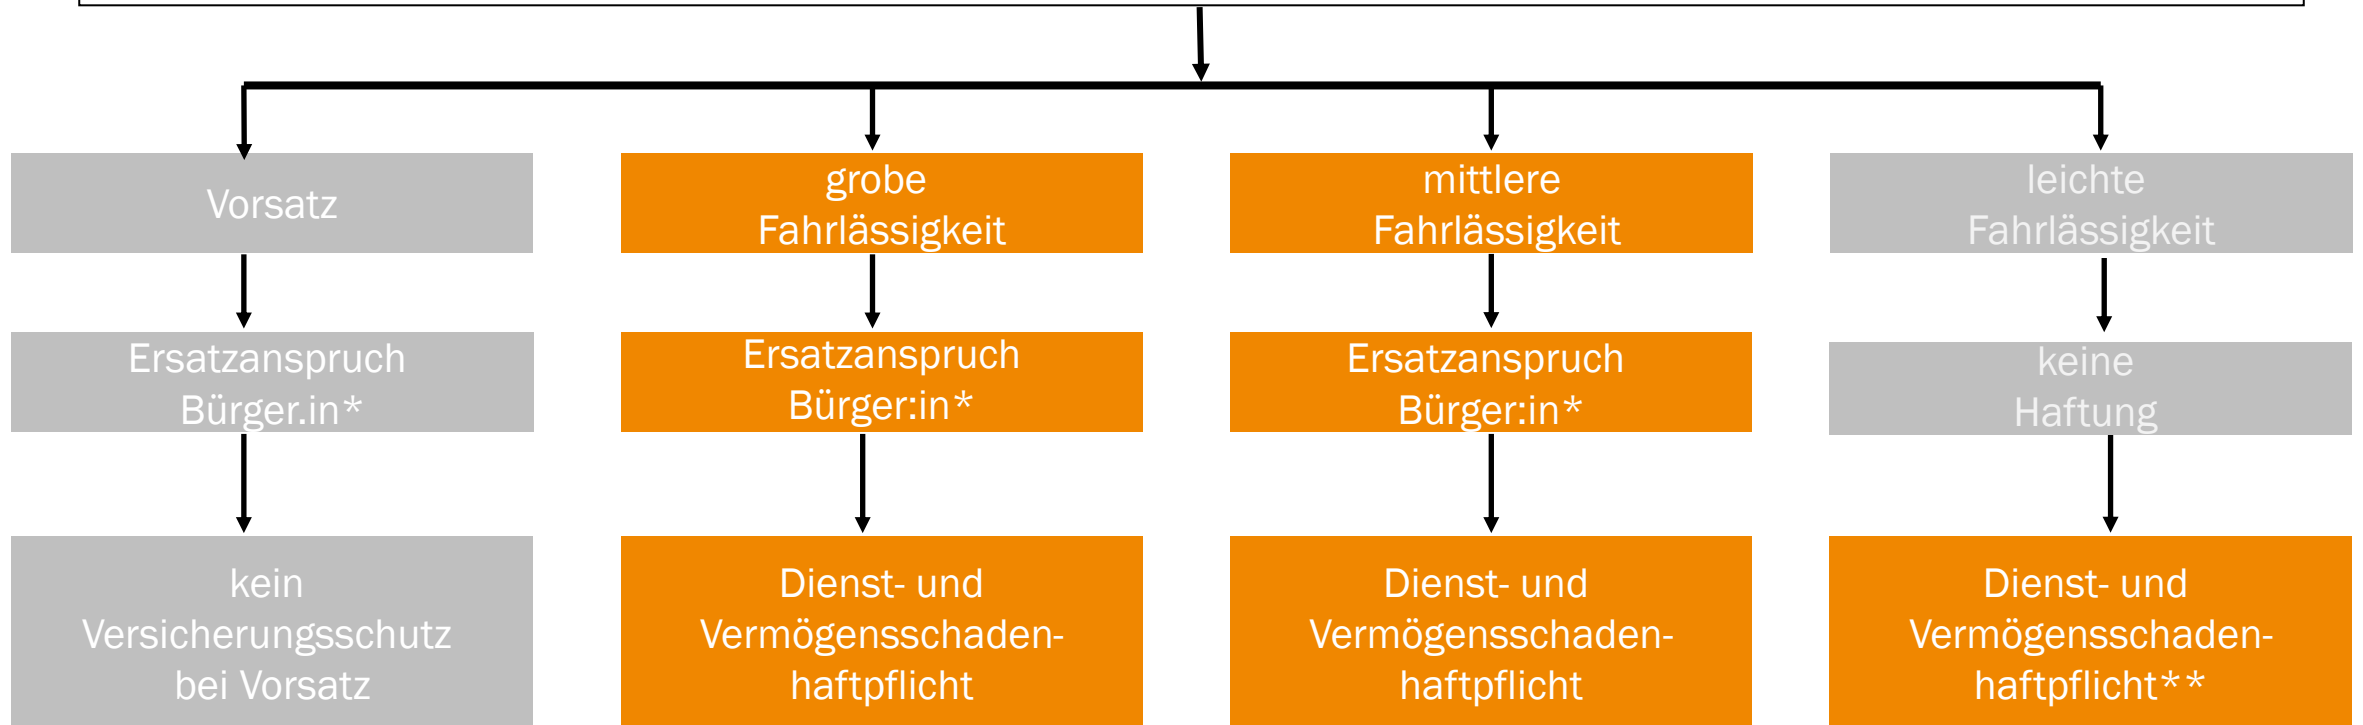 Vorsatz
grobe
Fahrlässigkeit
mittlere
Fahrlässigkeit
leichte
Fahrlässigkeit
Ersatzanspruch
Bürger.in*
Ersatzanspruch
Bürger:in*
Ersatzanspruch
Bürger:in*
keine
Haftung
kein
Versicherungsschutz
bei Vorsatz
Dienst- und
Vermögensschaden-
haftpflicht
Dienst- und
Vermögensschaden-
haftpflicht
Dienst- und
Vermögensschaden-
haftpflicht**